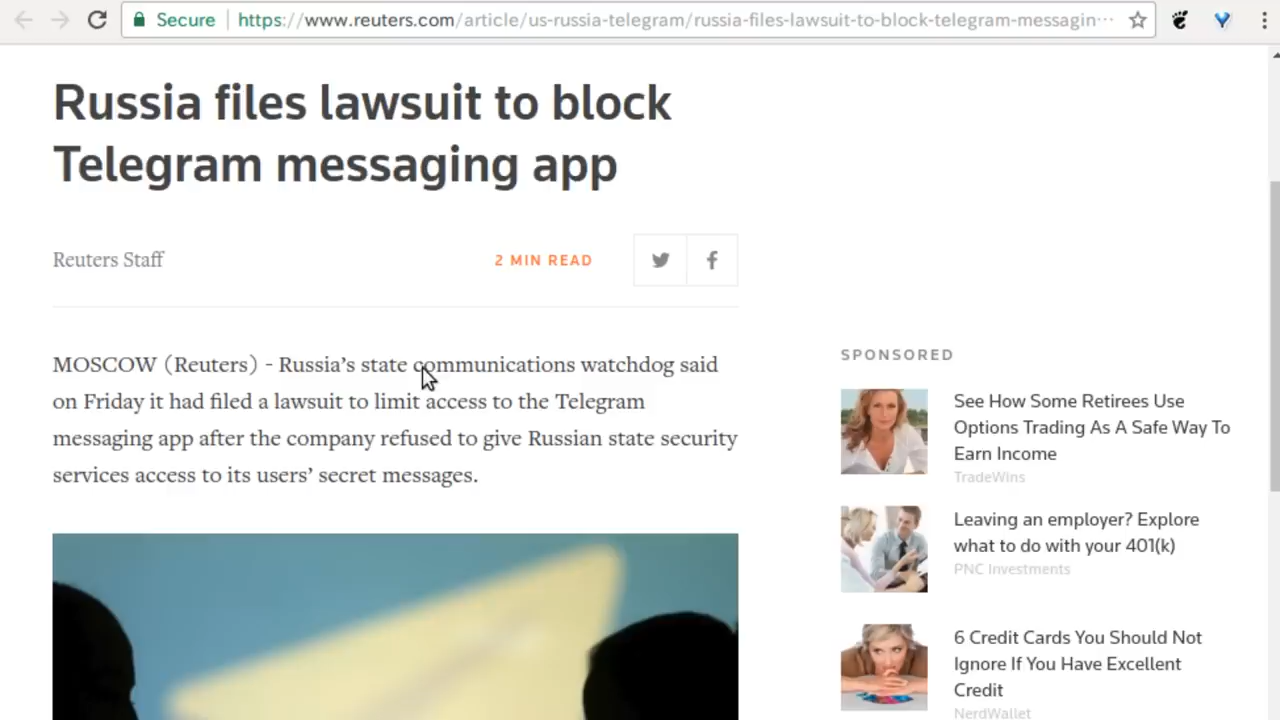 Secure
https://www.reuters.com/article/us-russia-telegram/russia-files-lawsuit-to-block-telegram-messagin···
Russia files lawsuit to block
Telegram messaging app
Reuters Staff
2 MIN READ
MOSCOW (Reuters) - Russia’s state communications watchdog said
on Friday it had filed a lawsuit to limit access to the Telegram
messaging app after the company refused to give Russian state security
services access to its users’ secret messages.
SPONSORED
See How Some Retirees Use
Options Trading As A Safe Way To
Earn Income
TradeWins
Leaving an employer? Explore
what to do with your 401(k)
PNC Investments
6 Credit Cards You Should Not
Ignore If You Have Excellent
Credit
NerdWallet